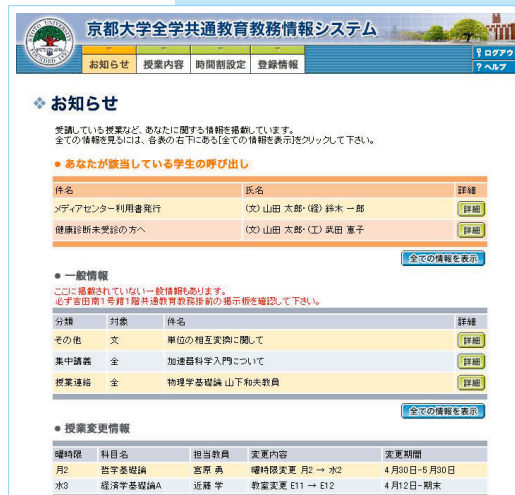 京都大学全学共通教育教務情報システム
お知らせ 授業内容 時間割設定 登録情報
ログアウ
? ヘルプ
お知らせ
受講している授業など、あなたに関する情報を掲載しています。
全ての情報を見るには、各表の右下にある[全ての情報を表示]をクリックして下さい。
あなたが該当している学生の呼び出し
件名 氏名 詳細
メディアセンター利用書発行 (文) 山田 太郎・(経) 鈴木 一郎 詳細
健康診断未受診の方へ (文) 山田 太郎・(工) 武田 恵子 詳細
全ての情報を表示
一般情報
ここに掲載されていない一般情報もあります。
必ず吉田南1号館1階共通教育教務掛前の掲示板を確認して下さい。
分類 対象 件名 詳細
その他 文 単位の相互変換に関して 詳細
集中講義 全 加速器科学入門について 詳細
授業連絡 全 物理学基礎論 山下和夫教員 詳細
全ての情報を表示
授業変更情報
曜時限 科目名 担当教員 変更内容 変更期間
月2 哲学基礎論 宮原 勇 曜時限変更 月2 → 水2 4月30日-5月30日
水3 経済学基礎論A 近藤 学 教室変更 E11 → E12 4月12日-期末